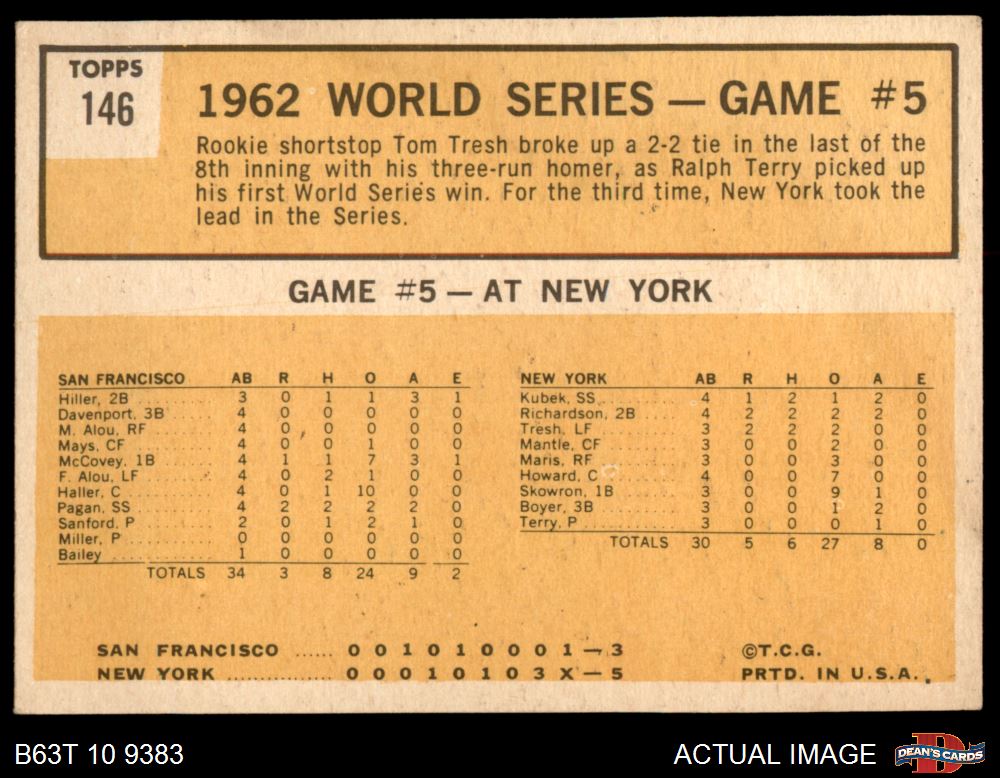 TOPPS
146
1962 WORLD SERIES — GAME #5
Rookie shortstop Tom Tresh broke up a 2-2 tie in the last of the
8th inning with his three-run homer, as Ralph Terry picked up
his first World Series win. For the third time, New York took the
lead in the Series.
GAME #5 — AT NEW YORK
SAN FRANCISCO AB R H O A E
Hiller, 2B 3 0 1 1 3 1
Davenport, 3B 4 0 0 0 0 0
M. Alou, RF 4 0 0 0 0 0
Mays, CF 4 0 0 1 0 0
McCovey, 1B 4 1 1 7 3 1
F. Alou, LF 4 0 2 1 0 0
Haller, C 4 0 1 10 0 0
Pagan, SS 4 2 2 2 2 0
Sanford, P 2 0 1 2 1 0
Miller, P 0 0 0 0 0 0
Bailey 1 0 0 0 0 0
TOTALS 34 3 8 24 9 2
NEW YORK AB R H O A E
Kubek, SS 4 1 2 1 2 0
Richardson, 2B 4 2 2 2 2 0
Tresh, LF 3 2 2 2 0 0
Mantle, CF 3 0 0 2 0 0
Maris, RF 3 0 0 3 0 0
Howard, C 4 0 0 7 0 0
Skowron, 1B 3 0 0 9 1 0
Boyer, 3B 3 0 0 1 2 0
Terry, P 3 0 0 0 1 0
TOTALS 30 5 6 27 8 0
SAN FRANCISCO ...... 0 0 1 0 1 0 0 0 1 — 3
NEW YORK ................ 0 0 0 1 0 1 0 3 X — 5
©T.C.G.
PRTD. IN U.S.A.
B63T 10 9383
ACTUAL IMAGE
DEAN'S CARDS